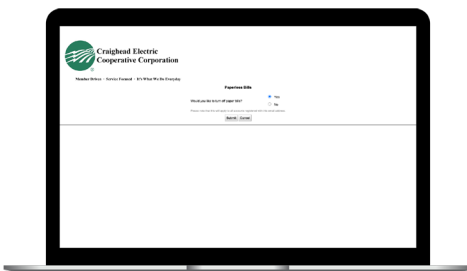 Craighead Electric
Cooperative Corporation
Member Driven - Service Focused - It's What We Do Everyday
Paperless Bills
Would you like to turn off paper bills?
Yes
No
Submit Cancel